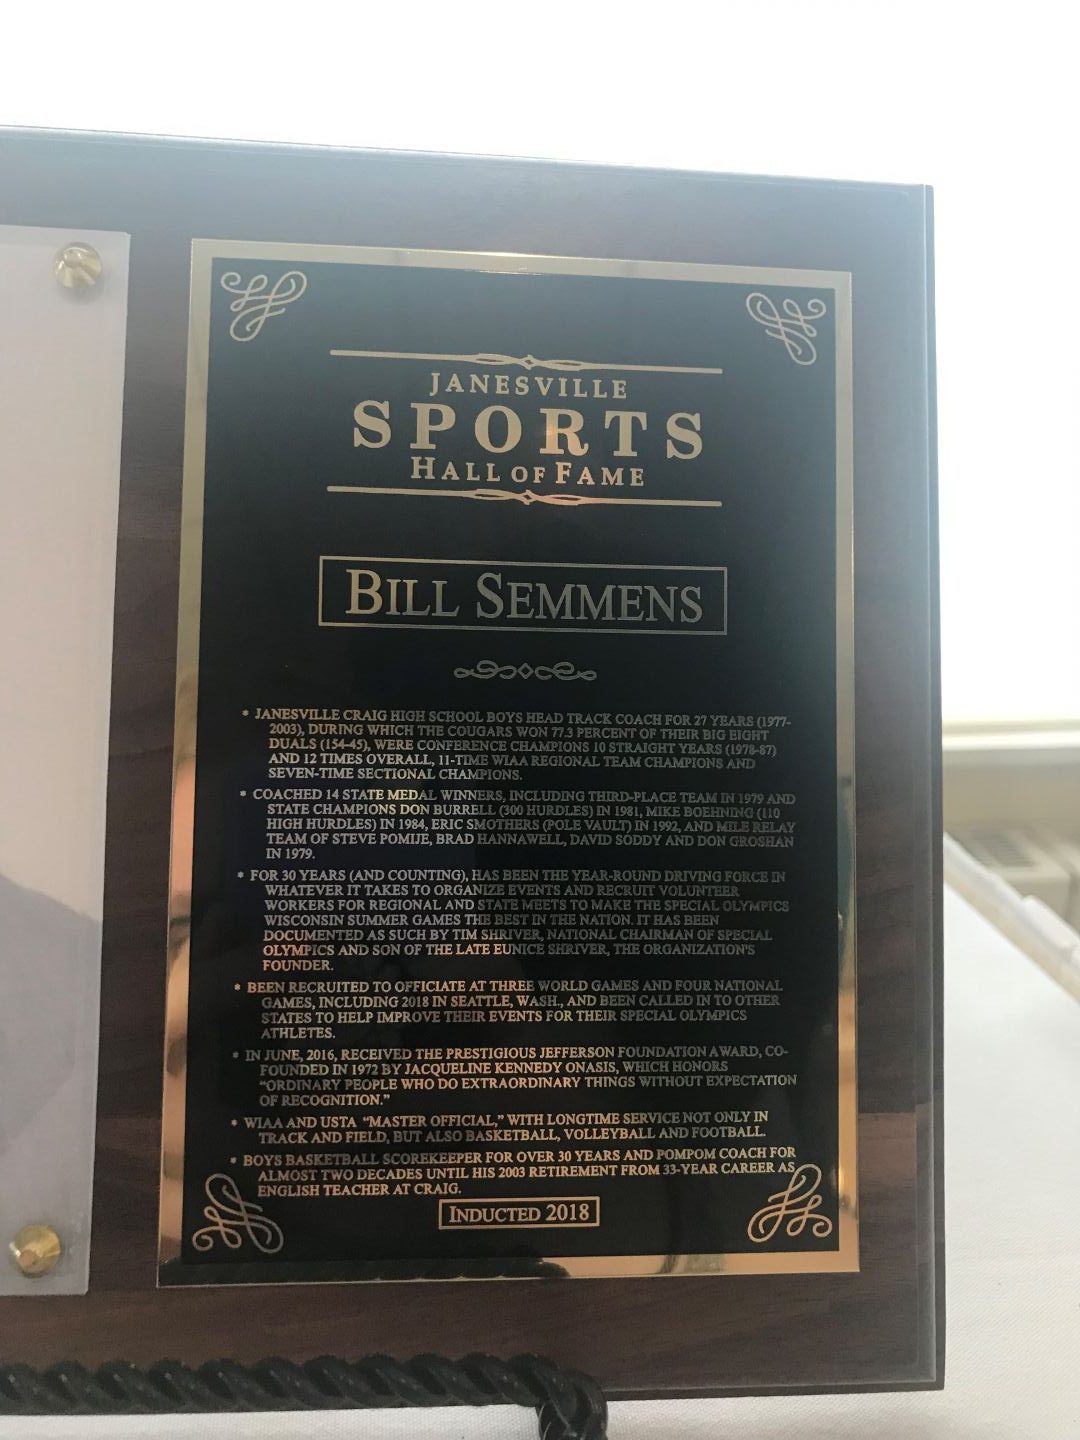 JANESVILLE
SPORTS
HALL OF FAME
BILL SEMMENS
* JANESVILLE CRAIG HIGH SCHOOL BOYS HEAD TRACK COACH FOR 27 YEARS (1977-
2003), DURING WHICH THE COUGARS WON 77.3 PERCENT OF THEIR BIG EIGHT
DUALS (154-45), WERE CONFERENCE CHAMPIONS 10 STRAIGHT YEARS (1978-87)
AND 12 TIMES OVERALL, 11-TIME WIAA REGIONAL TEAM CHAMPIONS AND
SEVEN-TIME SECTIONAL CHAMPIONS.
* COACHED 14 STATE MEDAL WINNERS, INCLUDING THIRD-PLACE TEAM IN 1979 AND
STATE CHAMPIONS DON BURRELL (300 HURDLES) IN 1981, MIKE BOEHNING (110
HIGH HURDLES) IN 1984, ERIC SMOTHERS (POLE VAULT) IN 1992, AND MILE RELAY
TEAM OF STEVE POMIJE, BRAD HANNAWELL, DAVID SODDY AND DON GROSHAN
IN 1979.
* FOR 30 YEARS (AND COUNTING), HAS BEEN THE YEAR-ROUND DRIVING FORCE IN
WHATEVER IT TAKES TO ORGANIZE EVENTS AND RECRUIT VOLUNTEER
WORKERS FOR REGIONAL AND STATE MEETS TO MAKE THE SPECIAL OLYMPICS
WISCONSIN SUMMER GAMES THE BEST IN THE NATION. IT HAS BEEN
DOCUMENTED AS SUCH BY TIM SHRIVER, NATIONAL CHAIRMAN OF SPECIAL
OLYMPICS AND SON OF THE LATE EUNICE SHRIVER, THE ORGANIZATION'S
FOUNDER.
* BEEN RECRUITED TO OFFICIATE AT THREE WORLD GAMES AND FOUR NATIONAL
GAMES, INCLUDING 2018 IN SEATTLE, WASH., AND BEEN CALLED IN TO OTHER
STATES TO HELP IMPROVE THEIR EVENTS FOR THEIR SPECIAL OLYMPICS
ATHLETES.
* IN JUNE, 2016, RECEIVED THE PRESTIGIOUS JEFFERSON FOUNDATION AWARD, CO-
FOUNDED IN 1972 BY JACQUELINE KENNEDY ONASIS, WHICH HONORS
“ORDINARY PEOPLE WHO DO EXTRAORDINARY THINGS WITHOUT EXPECTATION
OF RECOGNITION.”
* WIAA AND USTA “MASTER OFFICIAL,” WITH LONGTIME SERVICE NOT ONLY IN
TRACK AND FIELD, BUT ALSO BASKETBALL, VOLLEYBALL AND FOOTBALL.
* BOYS BASKETBALL SCOREKEEPER FOR OVER 30 YEARS AND POMPOM COACH FOR
ALMOST TWO DECADES UNTIL HIS 2003 RETIREMENT FROM 33-YEAR CAREER AS
ENGLISH TEACHER AT CRAIG.
INDUCTED 2018